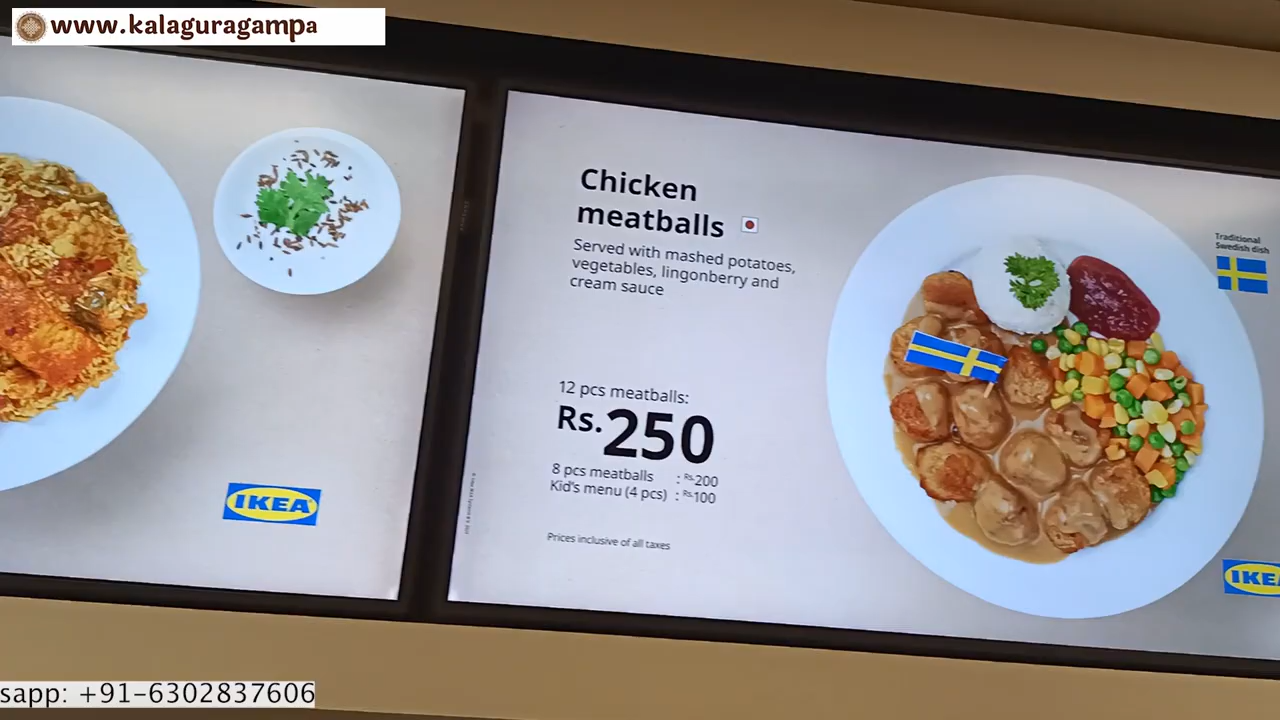 www.kalaguragampa
Chicken
meatballs
Served with mashed potatoes,
vegetables, lingonberry and
cream sauce
Traditional
Swedish dish
12 pcs meatballs:
Rs.250
8 pcs meatballs : Rs.200
Kid's menu (4 pcs) : Rs.100
Prices inclusive of all taxes
IKEA
IKEA
sapp: +91-6302837606